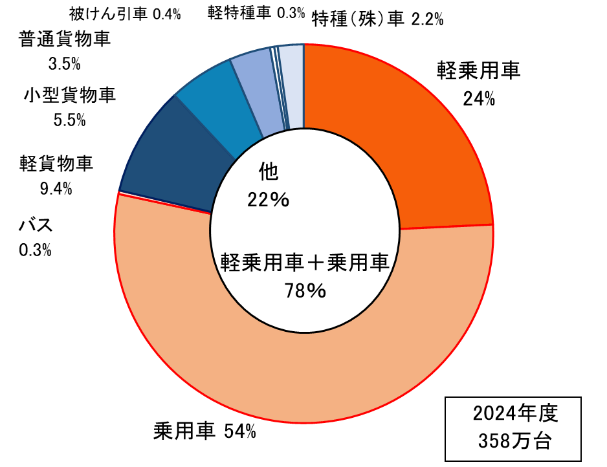 被けん引車 0.4%
軽特種車 0.3%
特種（殊）車 2.2%
普通貨物車
3.5%
小型貨物車
5.5%
軽貨物車
9.4%
バス
0.3%
軽乗用車
24%
他
22%
軽乗用車＋乗用車
78%
乗用車 54%
2024年度
358万台